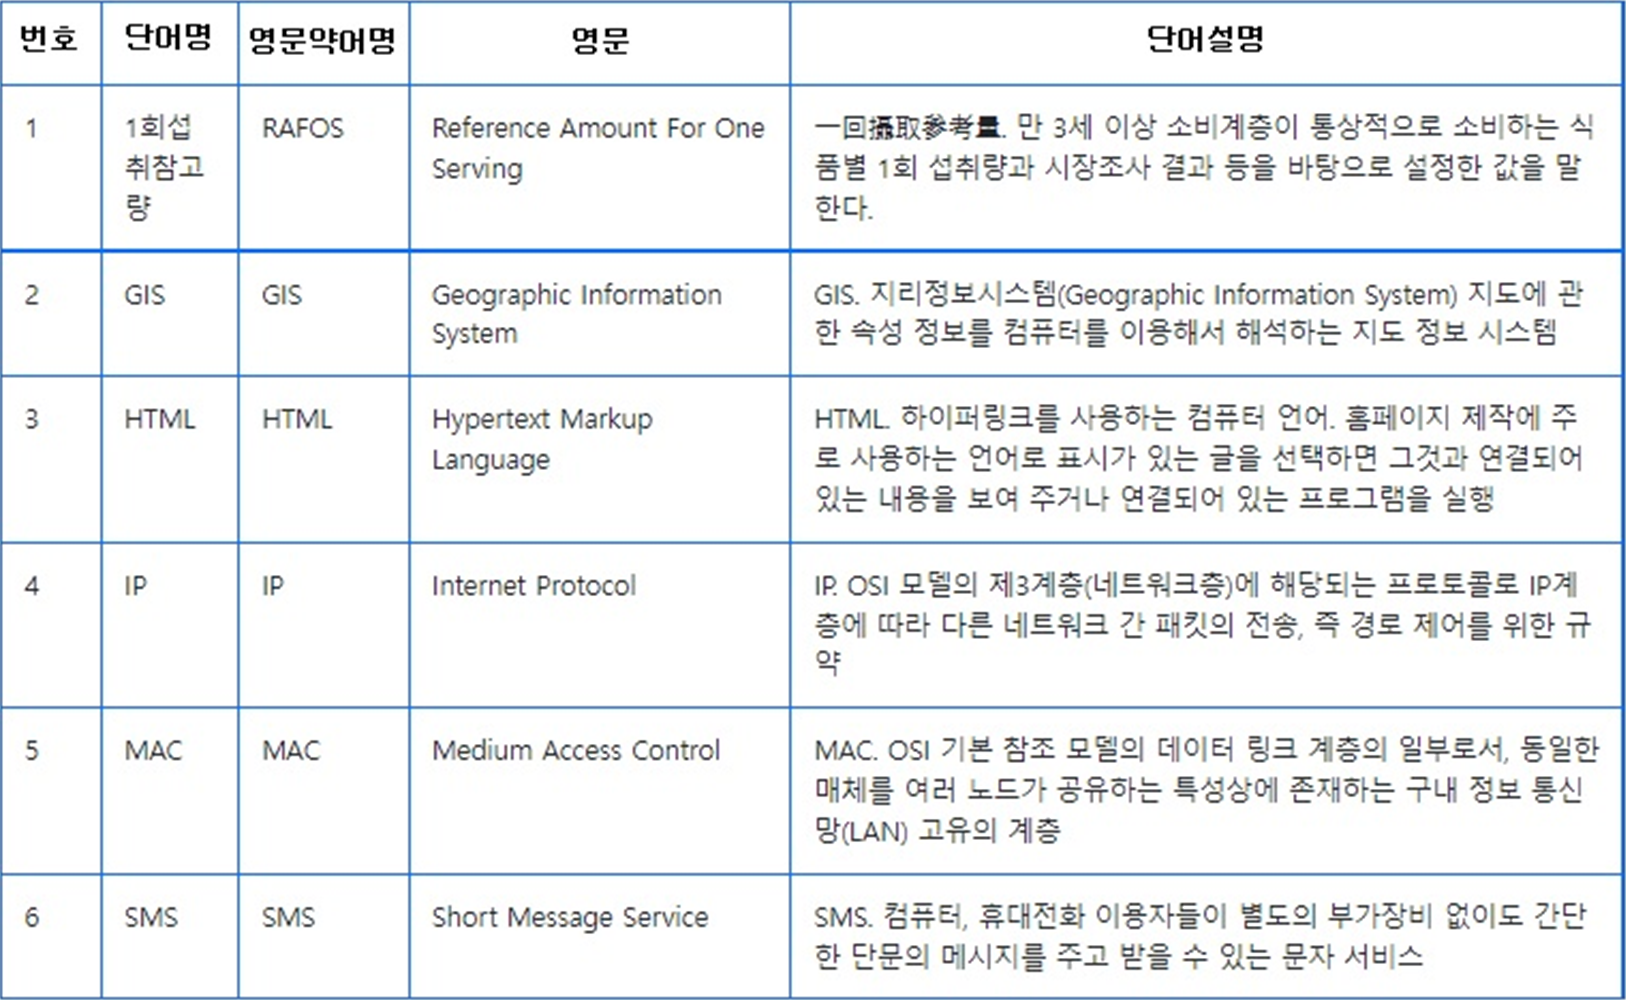 번호 단어명 영문약어명 영문 단어설명
1 1회섭 RAFOS Reference Amount For One 一回攝取參考量. 만 3세 이상 소비계층이 통상적으로 소비하는 식
취참고 Serving 품별 1회 섭취량과 시장조사 결과 등을 바탕으로 설정한 값을 말
량 한다.
2 GIS GIS Geographic Information GIS. 지리정보시스템(Geographic Information System) 지도에 관
System 한 속성 정보를 컴퓨터를 이용해서 해석하는 지도 정보 시스템
3 HTML HTML Hypertext Markup HTML. 하이퍼링크를 사용하는 컴퓨터 언어. 홈페이지 제작에 주
Language 로 사용하는 언어로 표시가 있는 글을 선택하면 그것과 연결되어
있는 내용을 보여 주거나 연결되어 있는 프로그램을 실행
4 IP IP Internet Protocol IP. OSI 모델의 제3계층(네트워크층)에 해당되는 프로토콜로 IP계
층에 따라 다른 네트워크 간 패킷의 전송, 즉 경로 제어를 위한 규
약
5 MAC MAC Medium Access Control MAC. OSI 기본 참조 모델의 데이터 링크 계층의 일부로서, 동일한
매체를 여러 노드가 공유하는 특성상에 존재하는 구내 정보 통신
망(LAN) 고유의 계층
6 SMS SMS Short Message Service SMS. 컴퓨터, 휴대전화 이용자들이 별도의 부가장비 없이도 간단
한 단문의 메시지를 주고 받을 수 있는 문자 서비스